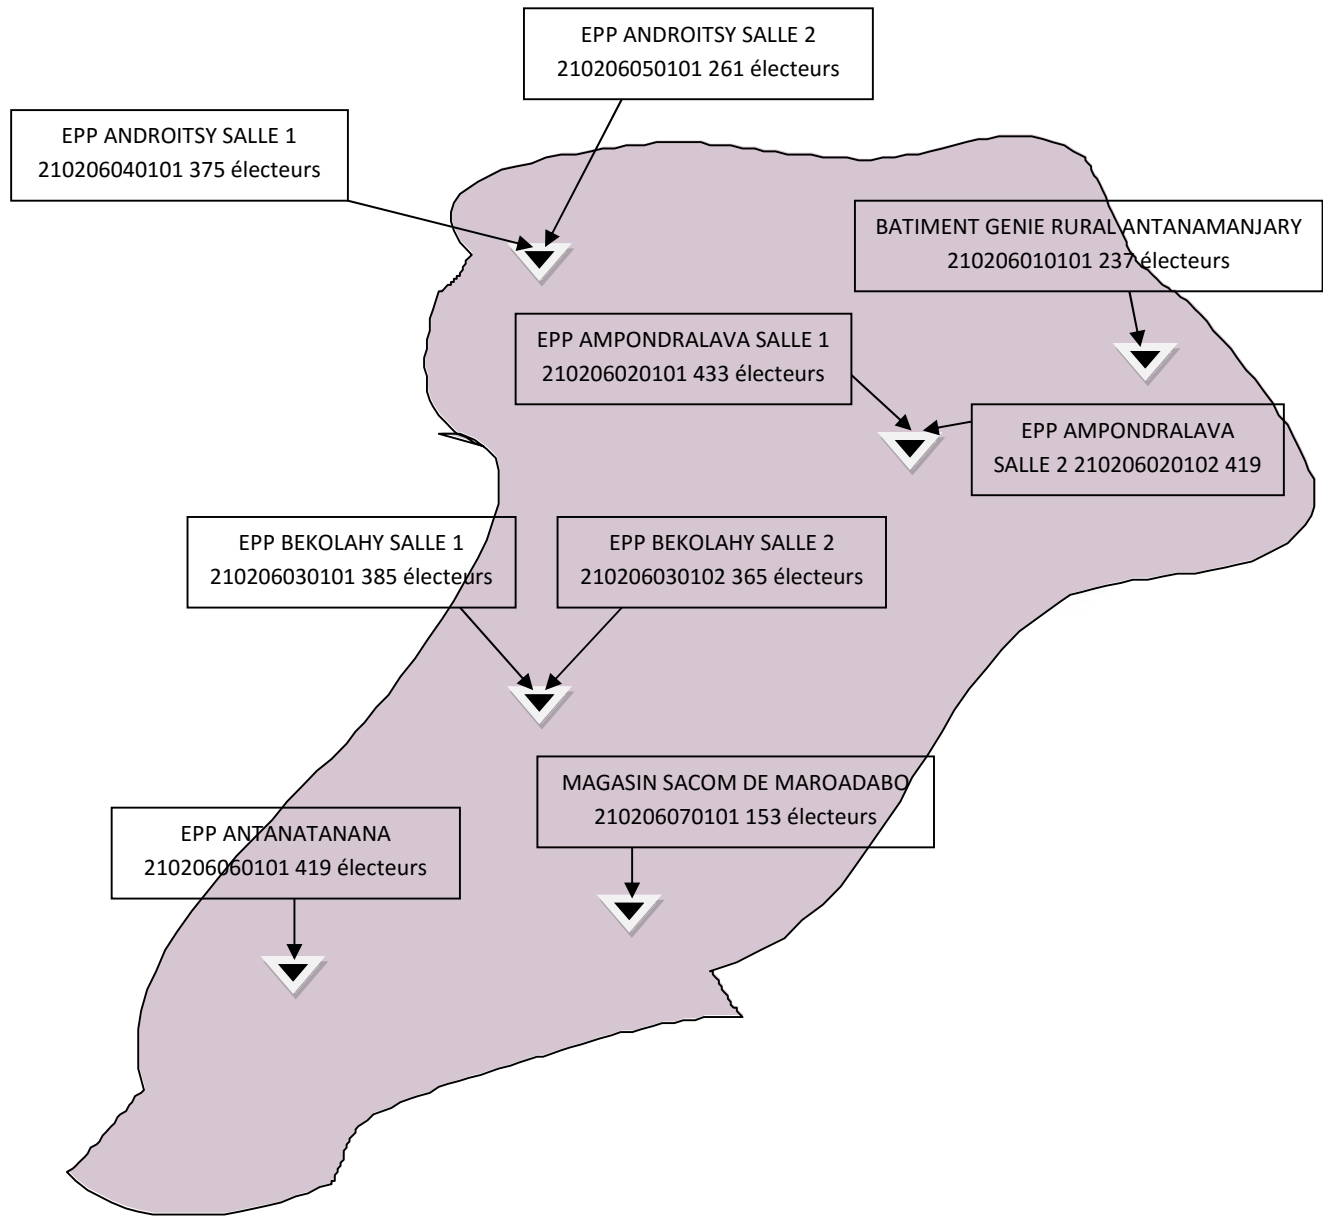 EPP ANDROITSY SALLE 2
210206050101 261 électeurs
EPP ANDROITSY SALLE 1
210206040101 375 électeurs
BATIMENT GENIE RURAL ANTANAMANJARY
210206010101 237 électeurs
EPP AMPONDRALAVA SALLE 1
210206020101 433 électeurs
EPP AMPONDRALAVA
SALLE 2 210206020102 419
EPP BEKOLAHY SALLE 1
210206030101 385 électeurs
EPP BEKOLAHY SALLE 2
210206030102 365 électeurs
MAGASIN SACOM DE MAROADABO
210206070101 153 électeurs
EPP ANTANATANANA
210206060101 419 électeurs